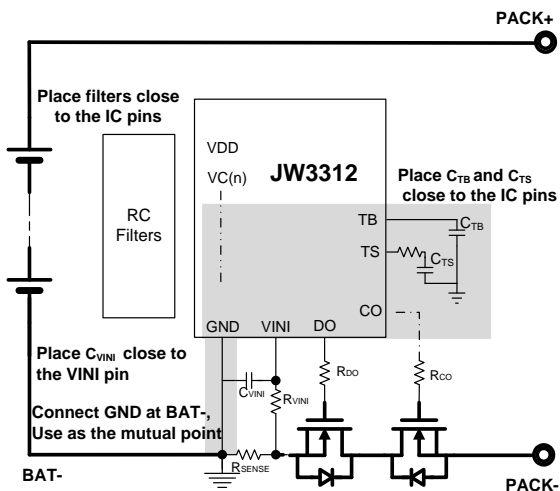 PACK+
Place filters close
to the IC pins
VDD
VC(n)
JW3312
Place CTB and CTS
close to the IC pins
RC
Filters
TB
CTB
TS
CTS
CO
GND
VINI
DO
Place CVINI close to
the VINI pin
CVINI
RVINI
RDO
RCO
Connect GND at BAT-,
Use as the mutual point
BAT-
RSENSE
PACK-